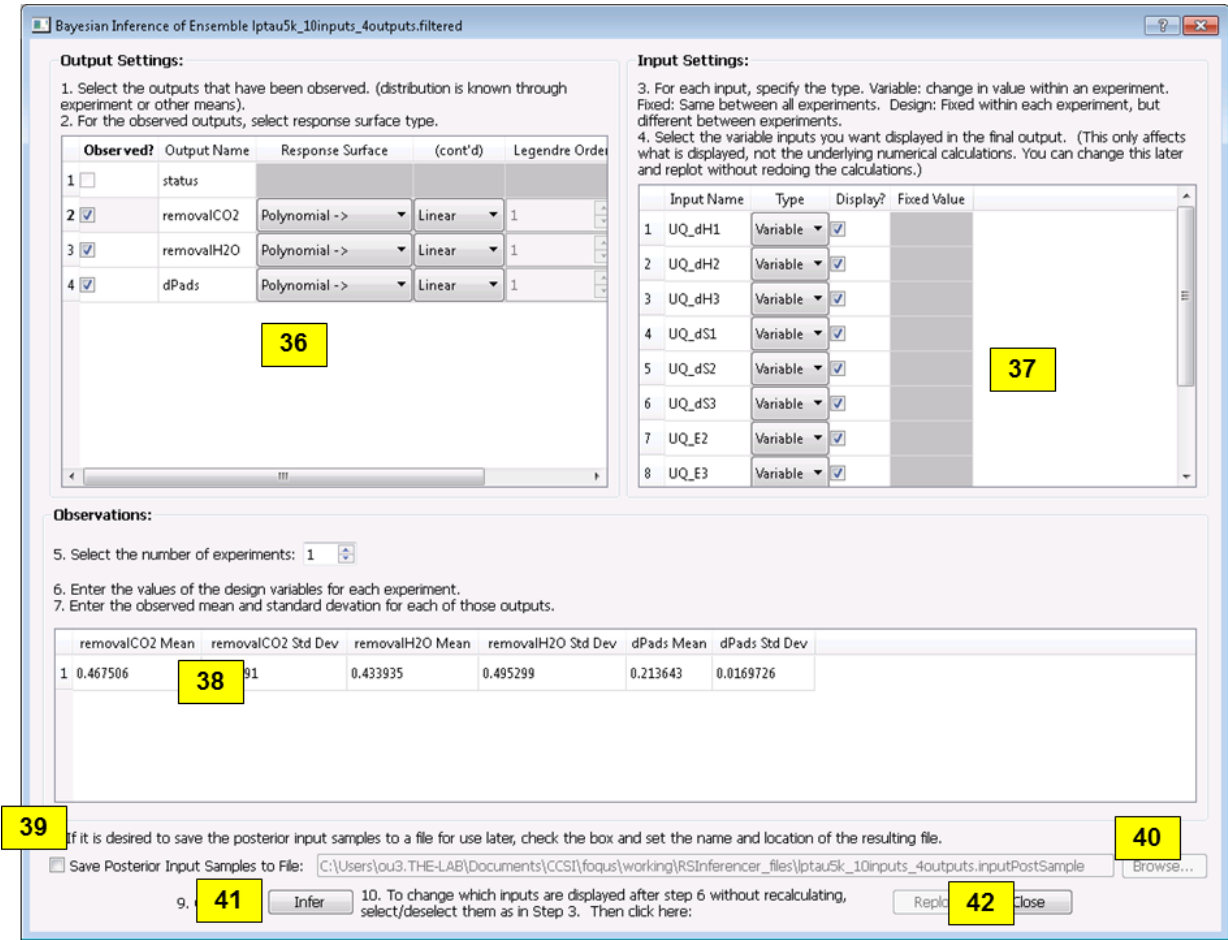 Bayesian Inference of Ensemble lptau5k_10inputs_4outputs.filtered
Output Settings:
1. Select the outputs that have been observed. (distribution is known through
experiment or other means).
2. For the observed outputs, select response surface type.
Observed? Output Name Response Surface (cont'd) Legendre Order
1 status
2 removalCO2 Polynomial -> Linear 1
3 removalH2O Polynomial -> Linear 1
4 dPads Polynomial -> Linear 1
36
Input Settings:
3. For each input, specify the type. Variable: change in value within an experiment.
Fixed: Same between all experiments. Design: Fixed within each experiment, but
different between experiments.
4. Select the variable inputs you want displayed in the final output. (This only affects
what is displayed, not the underlying numerical calculations. You can change this later
and replot without redoing the calculations.)
Input Name Type Display? Fixed Value
1 UQ_dH1 Variable
2 UQ_dH2 Variable
3 UQ_dH3 Variable
4 UQ_dS1 Variable
5 UQ_dS2 Variable
6 UQ_dS3 Variable
7 UQ_E2 Variable
8 UQ_E3 Variable
37
Observations:
5. Select the number of experiments: 1
6. Enter the values of the design variables for each experiment.
7. Enter the observed mean and standard devation for each of those outputs.
removalCO2 Mean removalCO2 Std Dev removalH2O Mean removalH2O Std Dev dPads Mean dPads Std Dev
1 0.467506 38 91 0.433935 0.495299 0.213643 0.0169726
39 If it is desired to save the posterior input samples to a file for use later, check the box and set the name and location of the resulting file. 40
Save Posterior Input Samples to File: C:\Users\ou3.THE-LAB\Documents\CCSI\foqus\working\RSInferencer_files\lptau5k_10inputs_4outputs.inputPostSample Browse...
9. 41 Infer
10. To change which inputs are displayed after step 6 without recalculating,
select/deselect them as in Step 3. Then click here:
42 Close